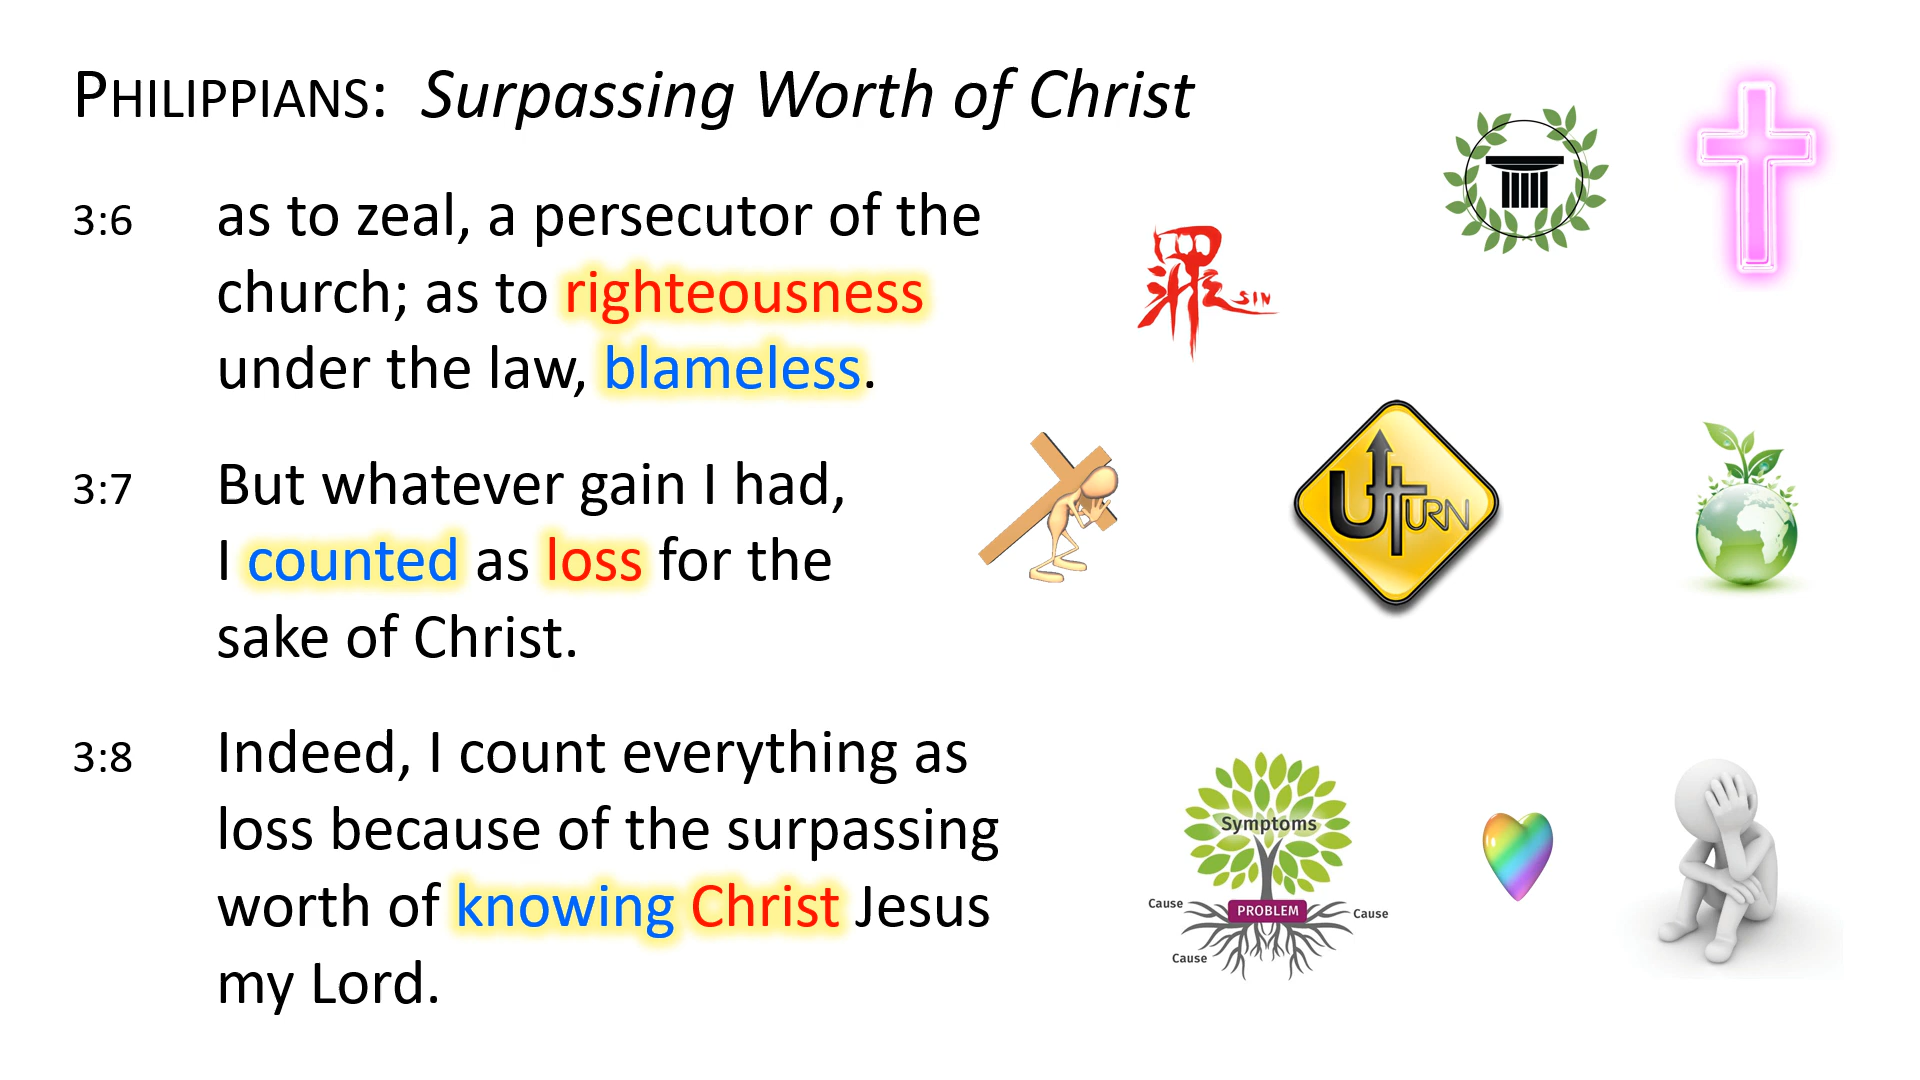 PHILIPPIANS: Surpassing Worth of Christ
3:6 as to zeal, a persecutor of the
church; as to righteousness
under the law, blameless.
罪 SIN
3:7 But whatever gain I had,
I counted as loss for the
sake of Christ.
U TURN
3:8 Indeed, I count everything as
loss because of the surpassing
worth of knowing Christ Jesus
my Lord.
Symptoms
Cause
PROBLEM
Cause
Cause